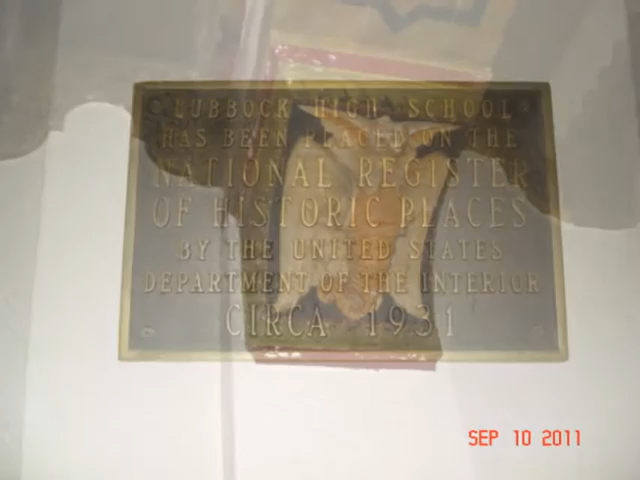 LUBBOCK HIGH SCHOOL
HAS BEEN PLACED ON THE
NATIONAL REGISTER
OF HISTORIC PLACES
BY THE UNITED STATES
DEPARTMENT OF THE INTERIOR
CIRCA 1931
SEP 10 2011